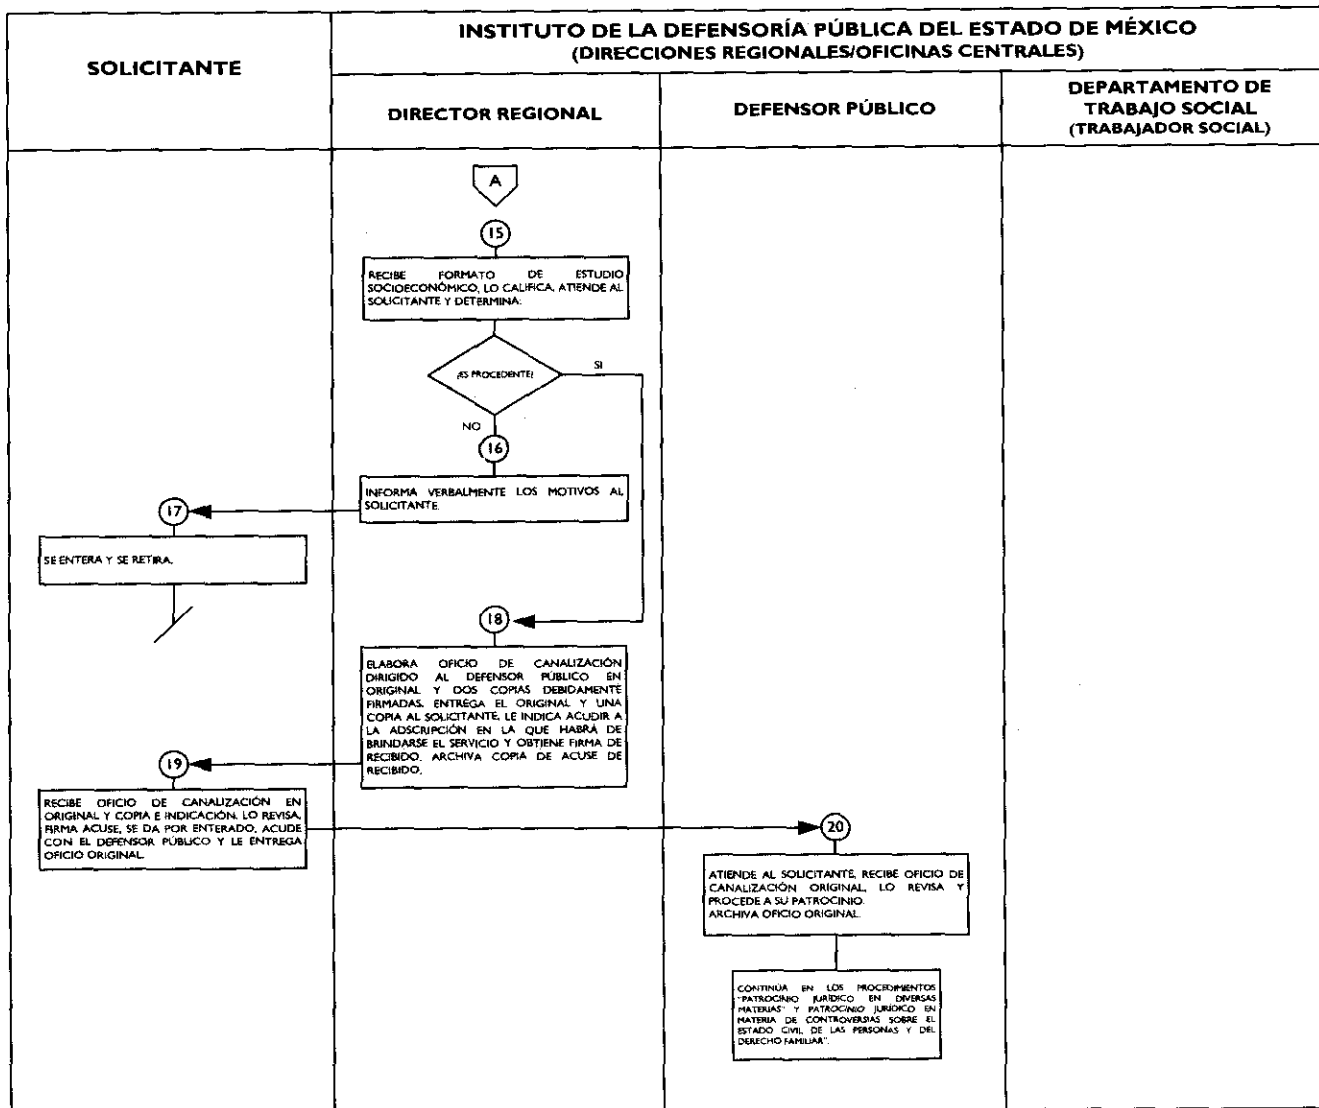 SOLICITANTE
INSTITUTO DE LA DEFENSORÍA PÚBLICA DEL ESTADO DE MÉXICO
(DIRECCIONES REGIONALES/OFICINAS CENTRALES)
DIRECTOR REGIONAL
DEFENSOR PÚBLICO
DEPARTAMENTO DE
TRABAJO SOCIAL
(TRABAJADOR SOCIAL)
A
15
RECIBE FORMATO DE ESTUDIO
SOCIOECONÓMICO, LO CALIFICA, ATIENDE AL
SOLICITANTE Y DETERMINA:
¿ES PROCEDENTE?
SI
NO
16
INFORMA VERBALMENTE LOS MOTIVOS AL
SOLICITANTE.
17
SE ENTERA Y SE RETIRA.
18
ELABORA OFICIO DE CANALIZACIÓN
DIRIGIDO AL DEFENSOR PÚBLICO EN
ORIGINAL Y DOS COPIAS DEBIDAMENTE
FIRMADAS, ENTREGA EL ORIGINAL Y UNA
COPIA AL SOLICITANTE, LE INDICA ACUDIR A
LA ADSCRIPCIÓN EN LA QUE HABRÁ DE
BRINDARSE EL SERVICIO Y OBTIENE FIRMA DE
RECIBIDO. ARCHIVA COPIA DE ACUSE DE
RECIBIDO.
19
RECIBE OFICIO DE CANALIZACIÓN EN
ORIGINAL Y COPIA E INDICACIÓN, LO REVISA,
FIRMA ACUSE, SE DA POR ENTERADO, ACUDE
CON EL DEFENSOR PÚBLICO Y LE ENTREGA
OFICIO ORIGINAL.
20
ATIENDE AL SOLICITANTE, RECIBE OFICIO DE
CANALIZACIÓN ORIGINAL, LO REVISA Y
PROCEDE A SU PATROCINIO.
ARCHIVA OFICIO ORIGINAL.
CONTINÚA EN LOS PROCEDIMIENTOS
"PATROCINIO JURÍDICO EN DIVERSAS
MATERIAS" Y PATROCINIO JURÍDICO EN
MATERIA DE CONTROVERSIAS SOBRE EL
ESTADO CIVIL DE LAS PERSONAS Y DEL
DERECHO FAMILIAR".